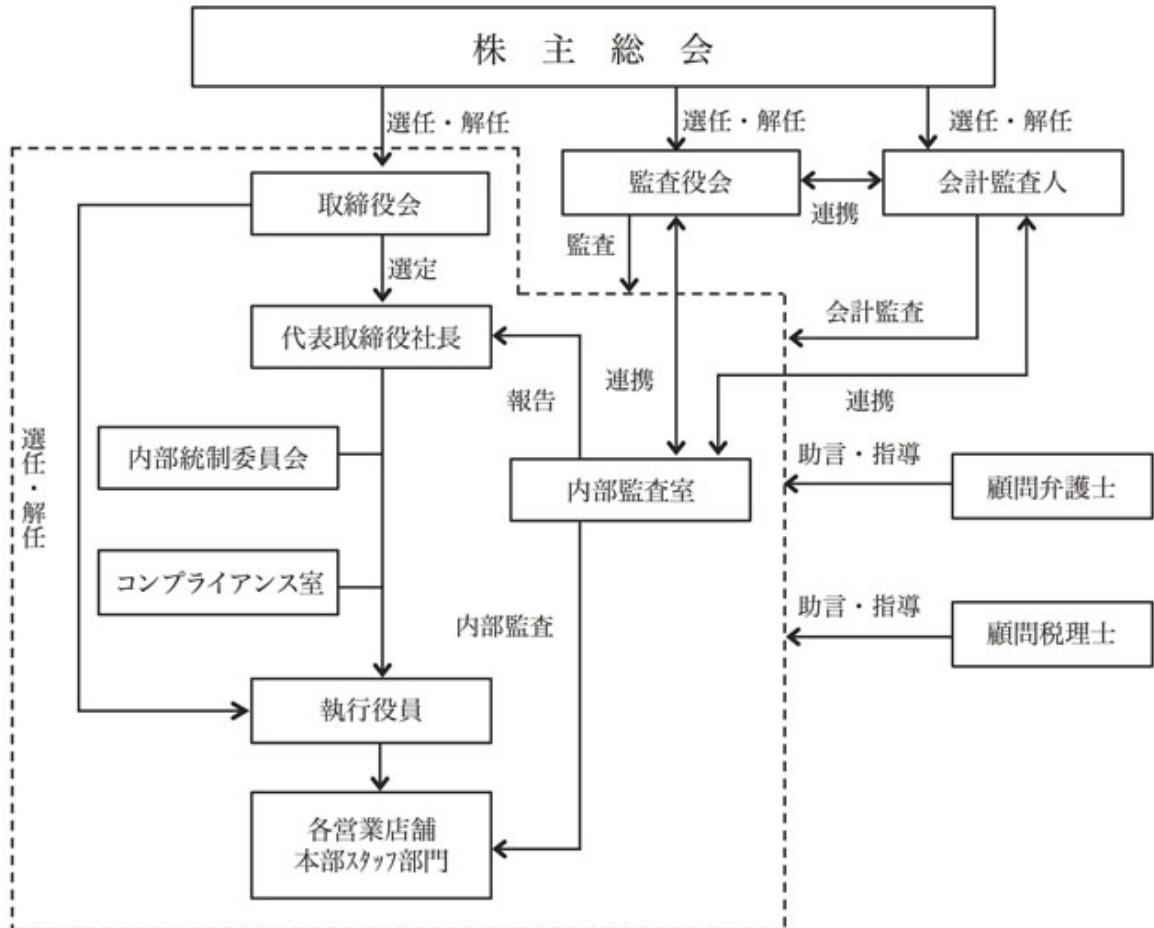 株主総会
選任・解任
選任・解任
選任・解任
取締役会
監査役会
会計監査人
連携
監査
選定
代表取締役社長
会計監査
報告
連携
連携
選任・解任
内部統制委員会
内部監査室
助言・指導
顧問弁護士
コンプライアンス室
内部監査
助言・指導
顧問税理士
執行役員
各営業店舗
本部ｽﾀｯﾌ部門